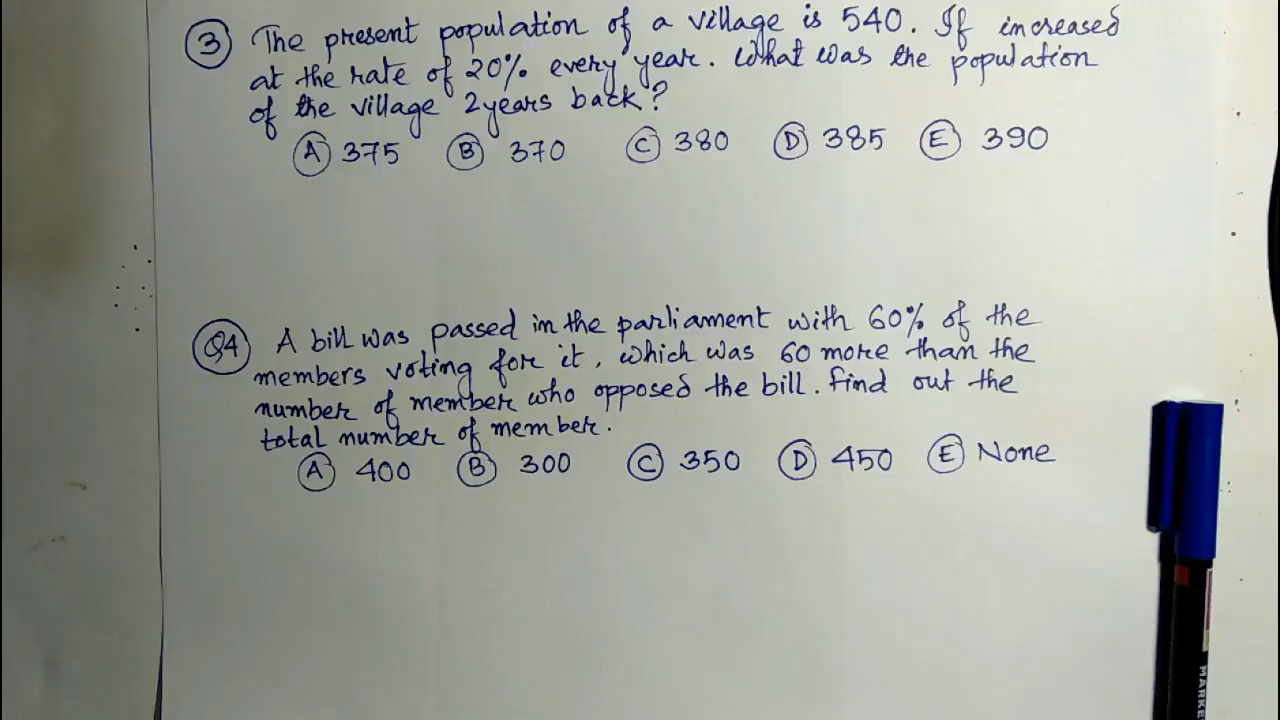 3 The present population of a village is 540. If increased
at the rate of 20% every year. What was the population
of the village 2 years back?
A 375 B 370 C 380 D 385 E 390
Q4 A bill was passed in the parliament with 60% of the
members voting for it, which was 60 more than the
number of member who opposed the bill. find out the
total number of member.
A 400 B 300 C 350 D 450 E None
MARKE